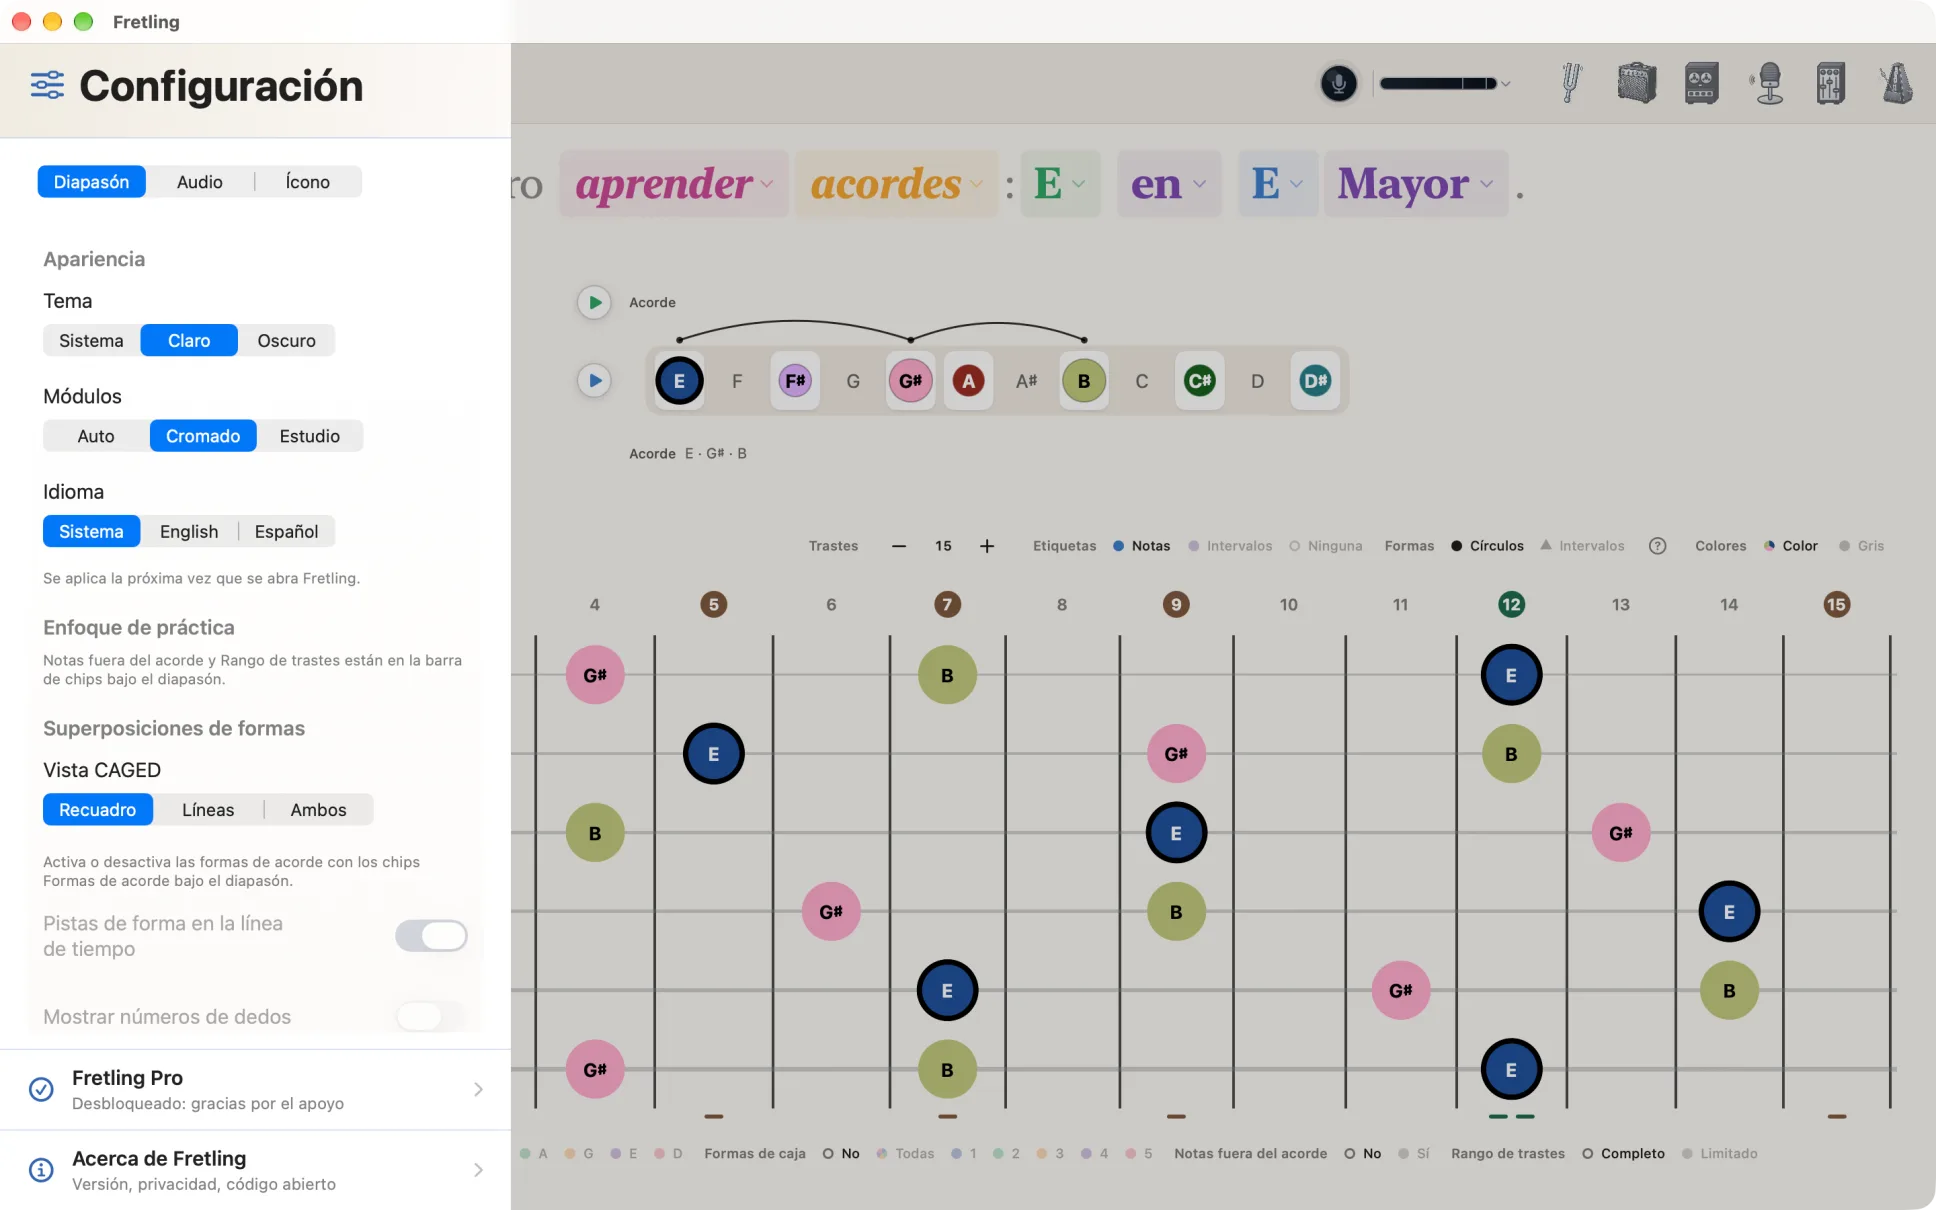 Fretling
Configuración
Diapasón Audio Ícono
Apariencia
Tema
Sistema Claro Oscuro
Módulos
Auto Cromado Estudio
Idioma
Sistema English Español
Se aplica la próxima vez que se abra Fretling.
Enfoque de práctica
Notas fuera del acorde y Rango de trastes están en la barra
de chips bajo el diapasón.
Superposiciones de formas
Vista CAGED
Recuadro Líneas Ambos
Activa o desactiva las formas de acorde con los chips
Formas de acorde bajo el diapasón.
Pistas de forma en la línea
de tiempo
Mostrar números de dedos
Fretling Pro
Desbloqueado: gracias por el apoyo
Acerca de Fretling
Versión, privacidad, código abierto
ro aprender acordes : E en E Mayor .
Acorde
E F F# G G# A A# B C C# D D#
Acorde E · G# · B
Trastes − 15 + Etiquetas Notas Intervalos Ninguna Formas Círculos Intervalos ? Colores Color Gris
4 5 6 7 8 9 10 11 12 13 14 15
G# B E
E G# B
B E G#
G# B E
E G# B
G# B E
A G E D Formas de caja No Todas 1 2 3 4 5 Notas fuera del acorde No Sí Rango de trastes Completo Limitado